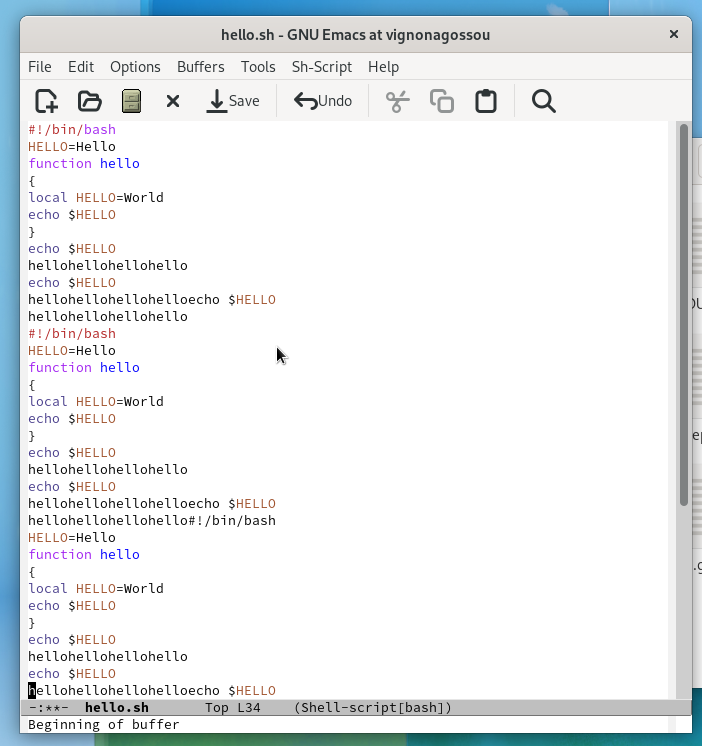 hello.sh - GNU Emacs at vignonagossou
×
File Edit Options Buffers Tools Sh-Script Help
Save Undo
#!/bin/bash
HELLO=Hello
function hello
{
local HELLO=World
echo $HELLO
}
echo $HELLO
hellohellohellohello
echo $HELLO
hellohellohellohelloecho $HELLO
hellohellohellohello
#!/bin/bash
HELLO=Hello
function hello
{
local HELLO=World
echo $HELLO
}
echo $HELLO
hellohellohellohello
echo $HELLO
hellohellohellohelloecho $HELLO
hellohellohellohello#!/bin/bash
HELLO=Hello
function hello
{
local HELLO=World
echo $HELLO
}
echo $HELLO
hellohellohellohello
echo $HELLO
hellohellohellohelloecho $HELLO
-:**- hello.sh Top L34 (Shell-script[bash])
Beginning of buffer